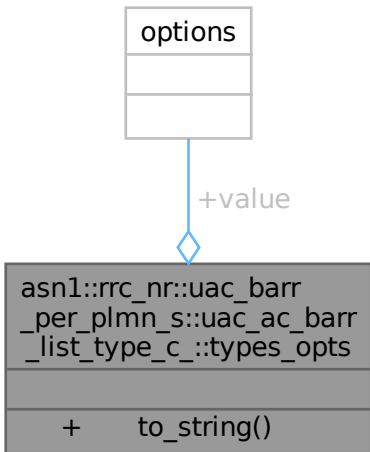 options
+value
asn1::rrc_nr::uac_barr
_per_plmn_s::uac_ac_barr
_list_type_c_::types_opts
+ to_string()